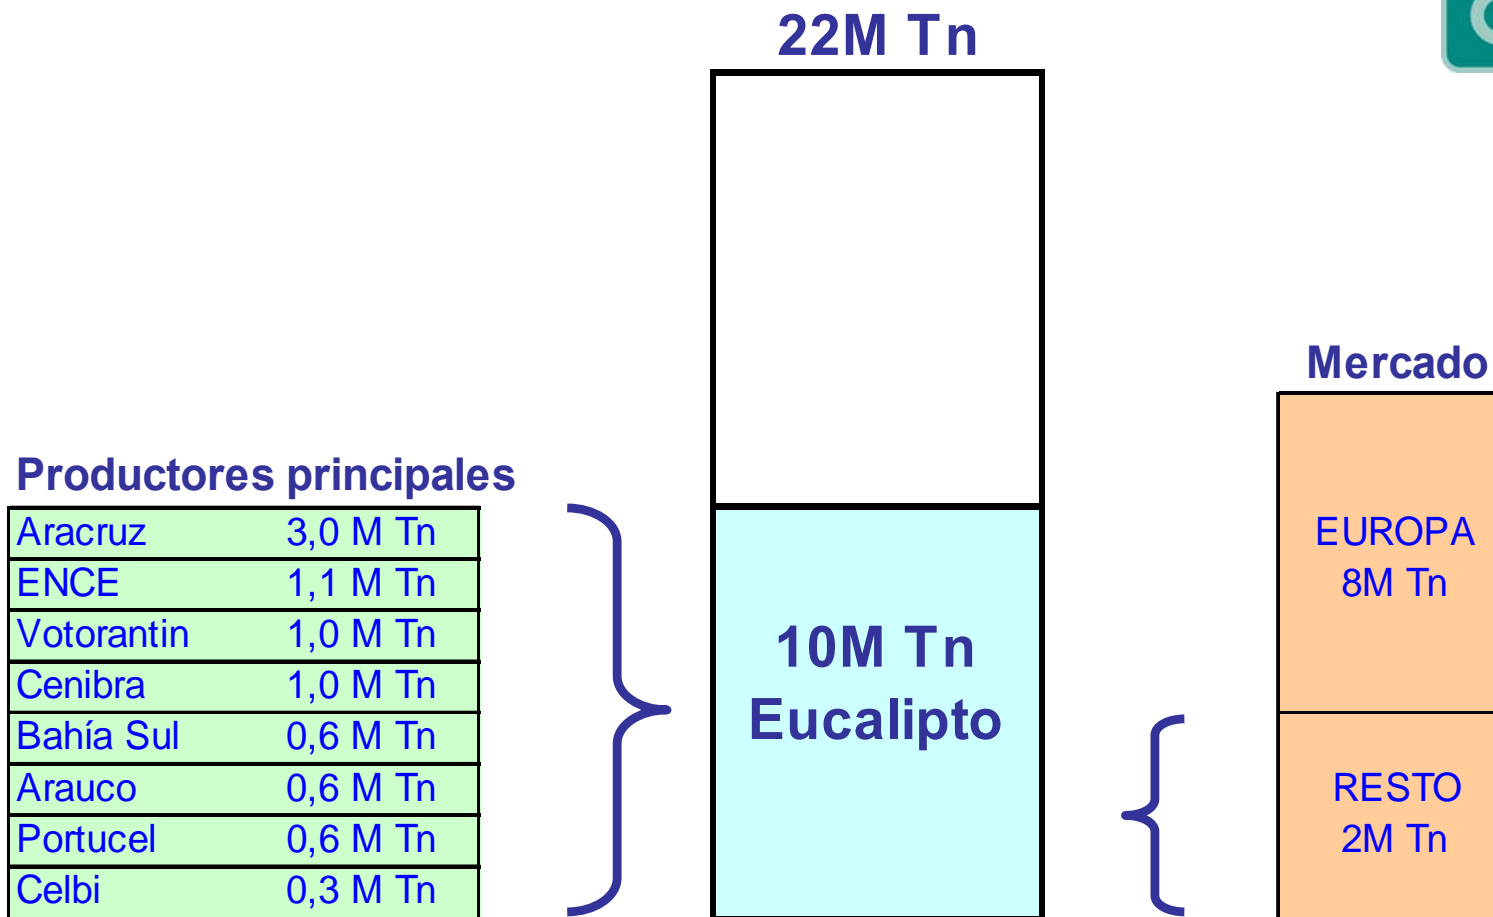 22M Tn
Mercado
Productores principales
Aracruz 3,0 M Tn
ENCE 1,1 M Tn
Votorantin 1,0 M Tn
Cenibra 1,0 M Tn
Bahía Sul 0,6 M Tn
Arauco 0,6 M Tn
Portucel 0,6 M Tn
Celbi 0,3 M Tn
10M Tn
Eucalipto
EUROPA
8M Tn
RESTO
2M Tn